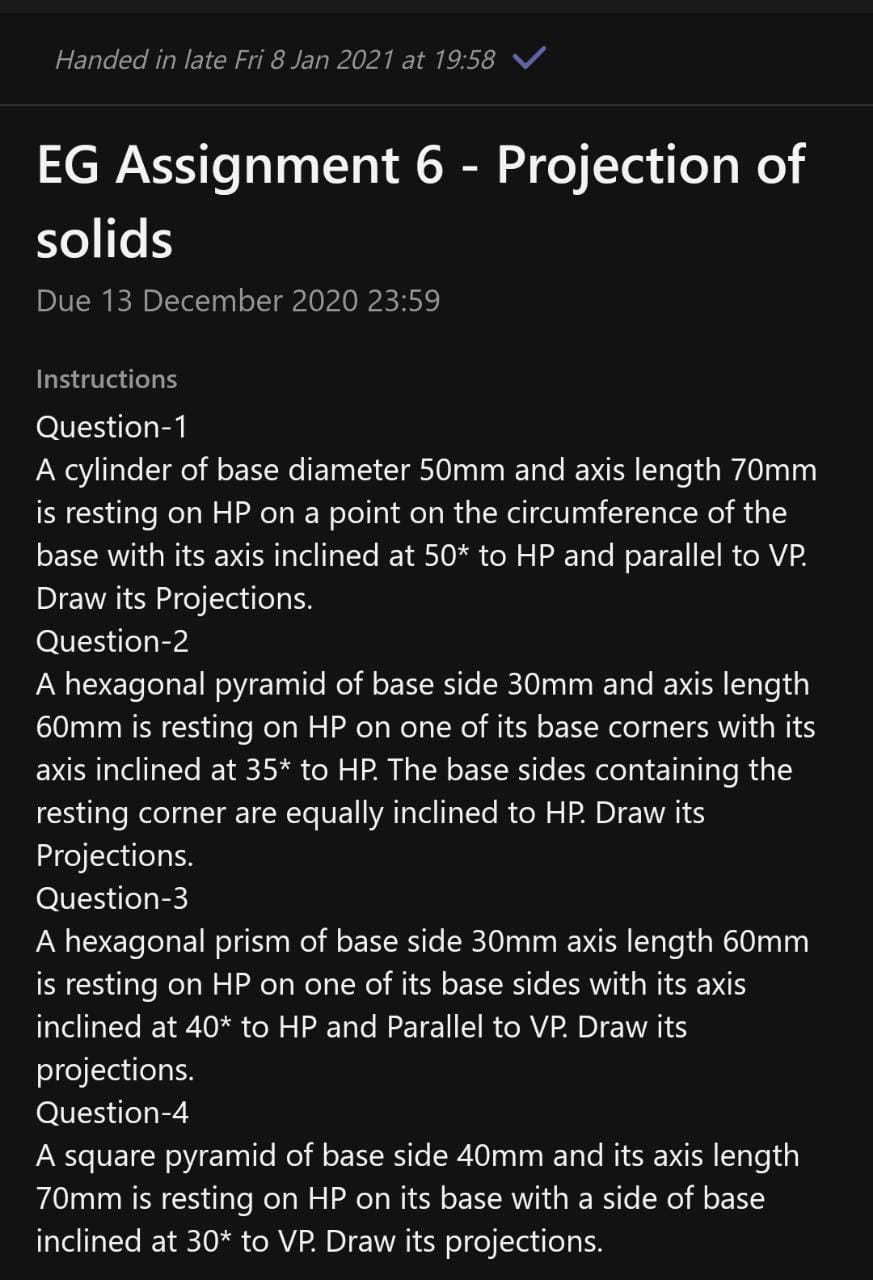 Handed in late Fri 8 Jan 2021 at 19:58
EG Assignment 6 - Projection of
solids
Due 13 December 2020 23:59
Instructions
Question-1
A cylinder of base diameter 50mm and axis length 70mm
is resting on HP on a point on the circumference of the
base with its axis inclined at 50* to HP and parallel to VP.
Draw its Projections.
Question-2
A hexagonal pyramid of base side 30mm and axis length
60mm is resting on HP on one of its base corners with its
axis inclined at 35* to HP. The base sides containing the
resting corner are equally inclined to HP. Draw its
Projections.
Question-3
A hexagonal prism of base side 30mm axis length 60mm
is resting on HP on one of its base sides with its axis
inclined at 40* to HP and Parallel to VP. Draw its
projections.
Question-4
A square pyramid of base side 40mm and its axis length
70mm is resting on HP on its base with a side of base
inclined at 30* to VP. Draw its projections.